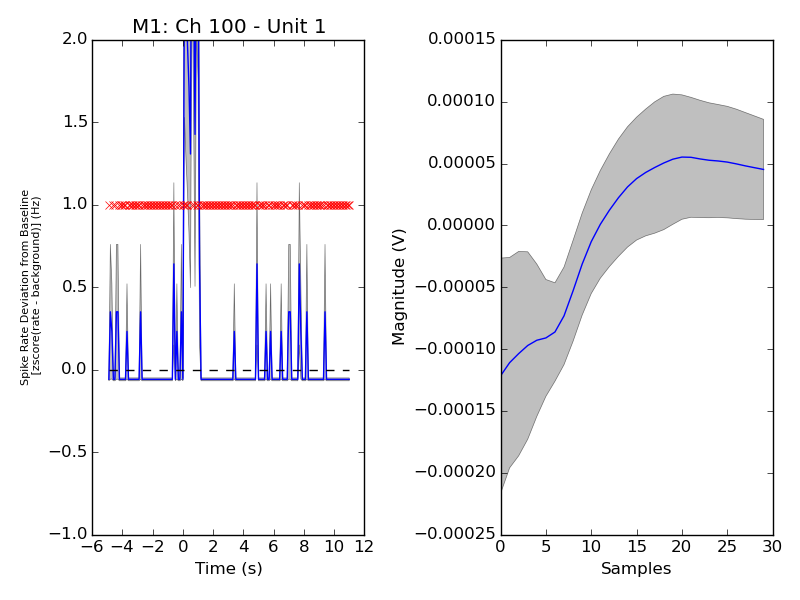 M1: Ch 100 - Unit 1
2.0
1.5
1.0
0.5
0.0
−0.5
−1.0
−6 −4 −2 0 2 4 6 8 10 12
Time (s)
Spike Rate Deviation from Baseline
[zscore(rate - background)] (Hz)
0.00015
0.00010
0.00005
0.00000
−0.00005
−0.00010
−0.00015
−0.00020
−0.00025
0 5 10 15 20 25 30
Samples
Magnitude (V)